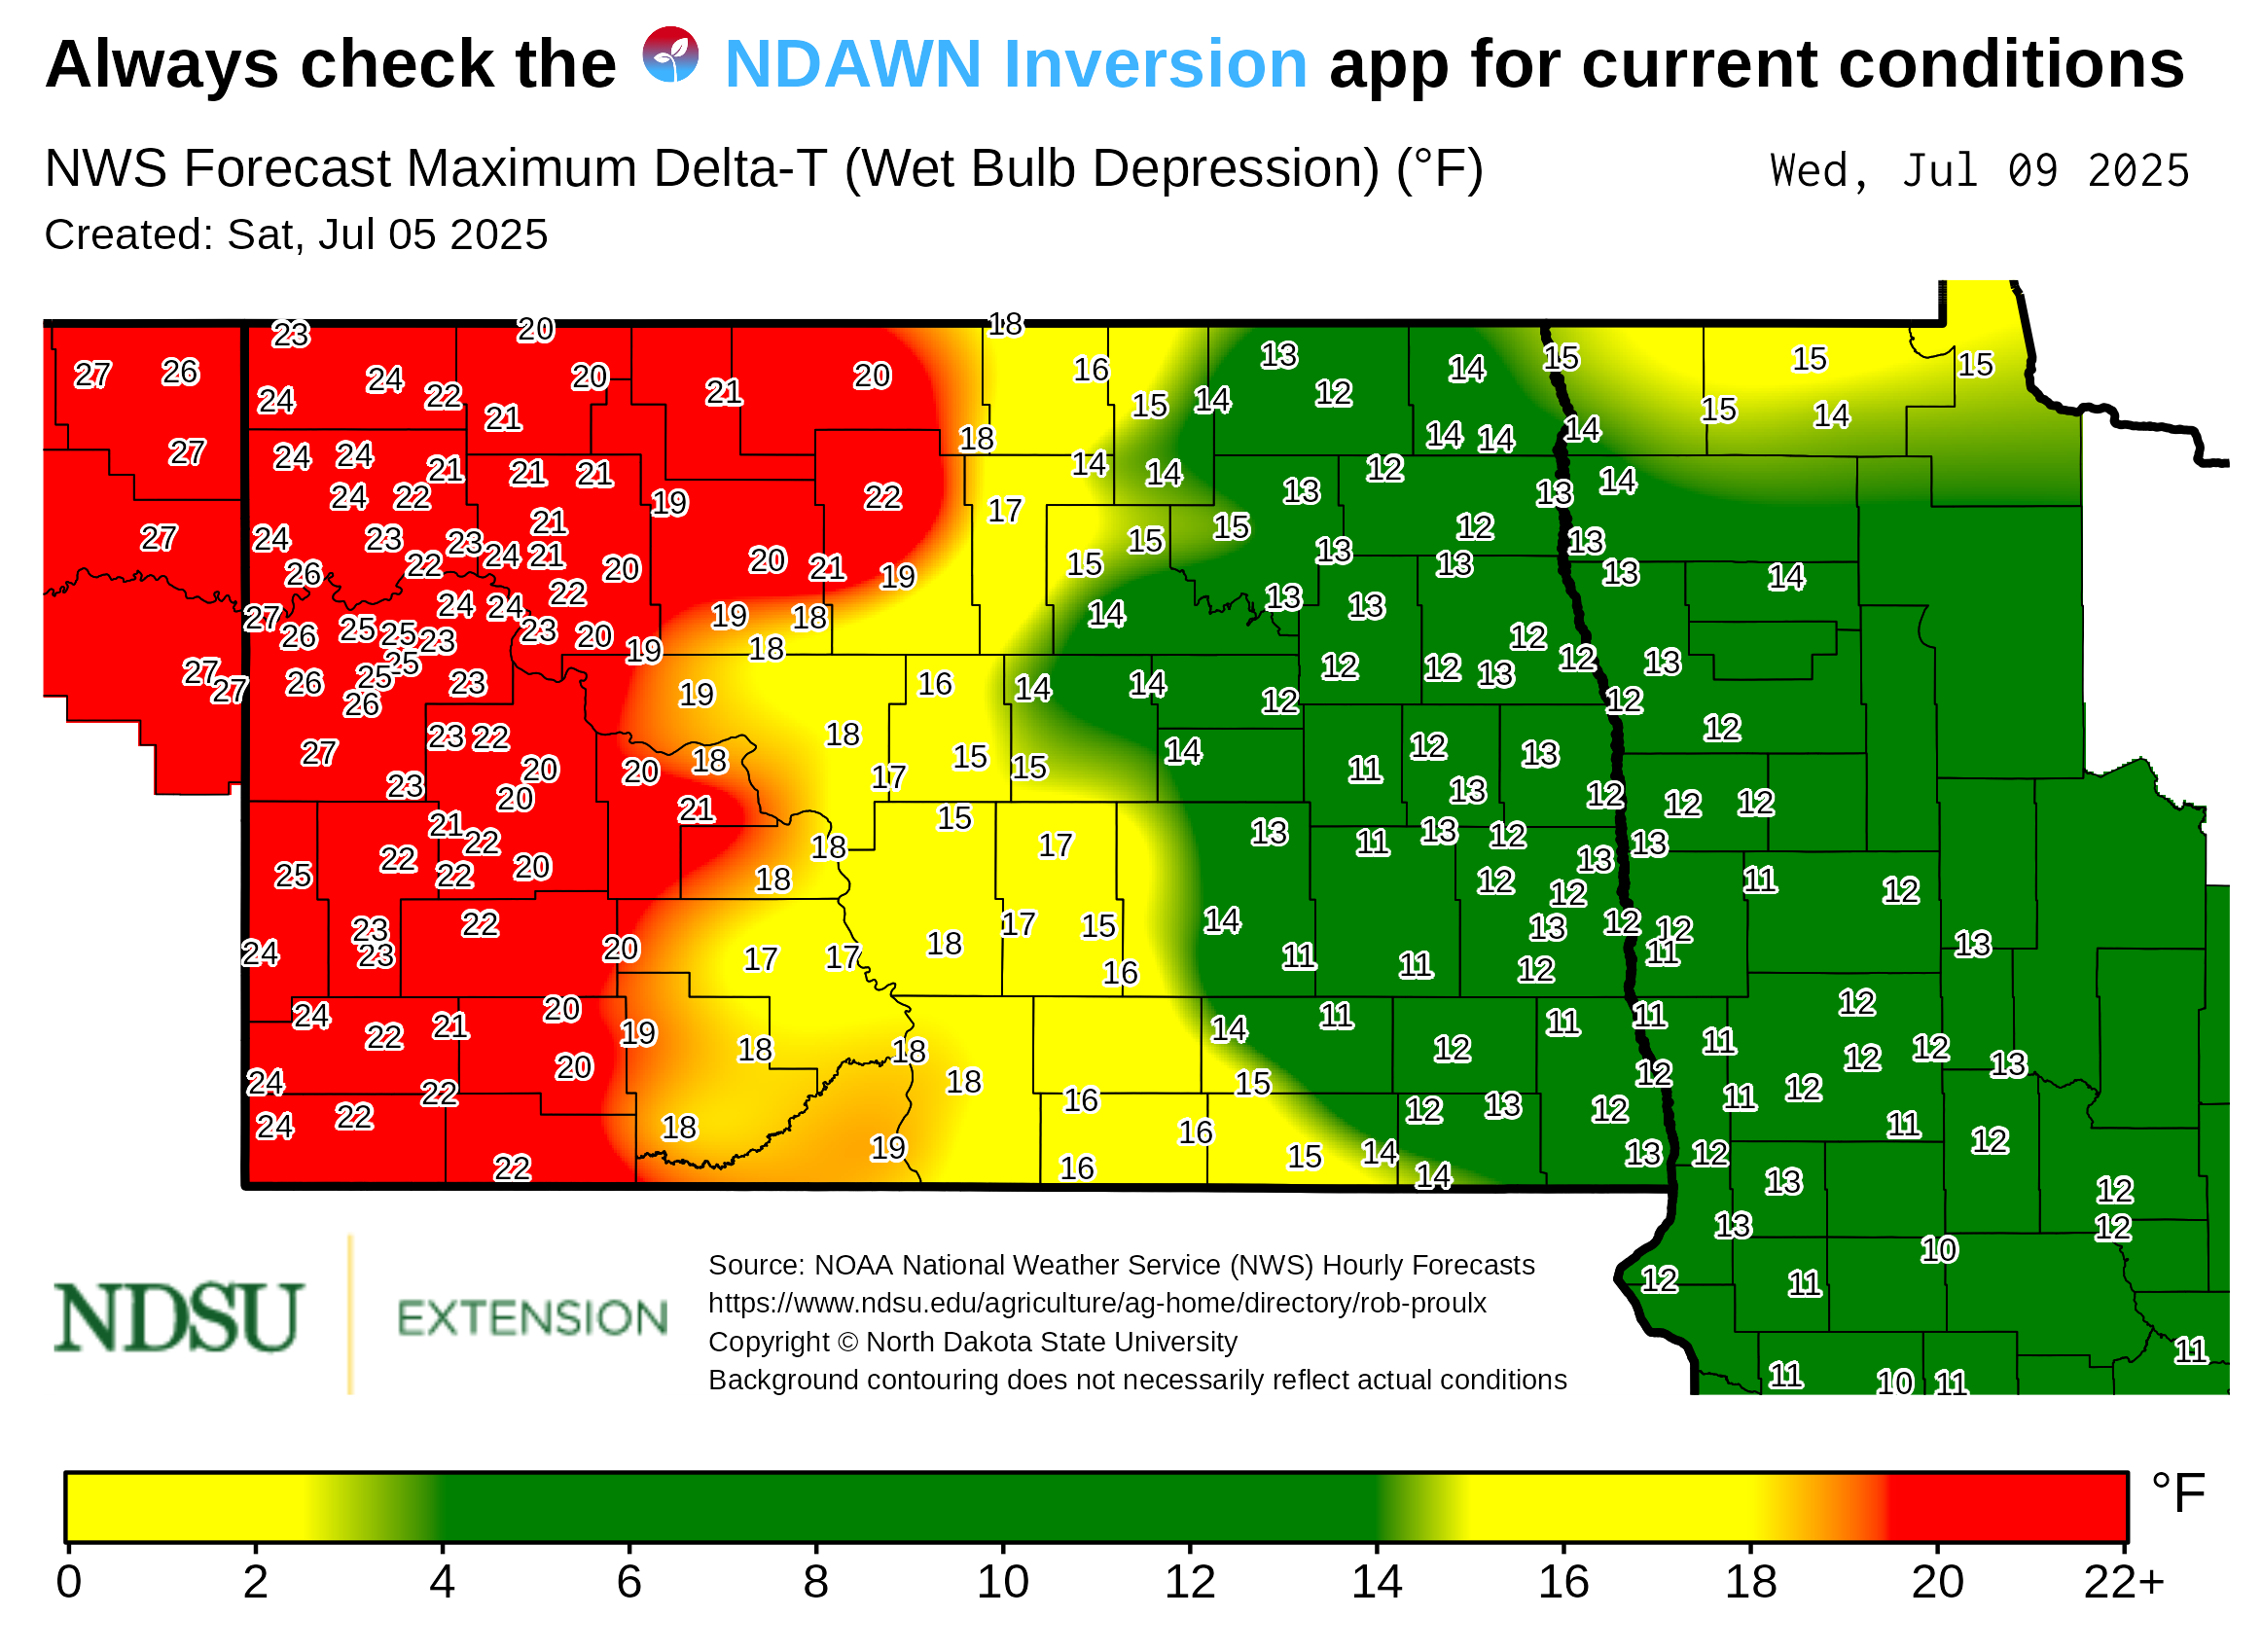 Always check the NDAWN Inversion app for current conditions
NWS Forecast Maximum Delta-T (Wet Bulb Depression) (°F) Wed, Jul 09 2025
Created: Sat, Jul 05 2025
23 20 18
27 26 24 24 22 20 21 21 20 16 15 14 13 12 14 15 15 15
27 24 24 21 21 21 18 14 14 14 14 14 15 14
24 22 19 22 17 13 12 13 14
27 24 23 23 21 24 21 22 20 20 21 19 15 15 15 13 12 13 13 13 14
26 24 24 22 23 20 19 18 14 13 13
27 26 25 25 23 25 19 18 12 12 13 12 12 13
27 27 26 25 26 23 19 16 14 14 12 12
27 23 22 20 20 18 18 17 15 15 14 11 12 13 12
23 20 21 15 13 12 12 12
21 22 22 22 20 18 17 13 11 13 12 13 13
25 18 12 12 11 12
23 22 20 17 17 18 17 15 14 13 12 12
24 23 16 11 11 12 11 13
24 22 21 20 19 18 18 14 11 12 11 11 11 12
24 20 18 15 12 12 12 12 13
24 22 22 18 19 16 16 12 13 12 11 12 11
22 16 15 14 14 13 12 13 12
13 12 12
12 11 10
11 10 11 11
NDSU EXTENSION
Source: NOAA National Weather Service (NWS) Hourly Forecasts
https://www.ndsu.edu/agriculture/ag-home/directory/rob-proulx
Copyright © North Dakota State University
Background contouring does not necessarily reflect actual conditions
°F
0 2 4 6 8 10 12 14 16 18 20 22+